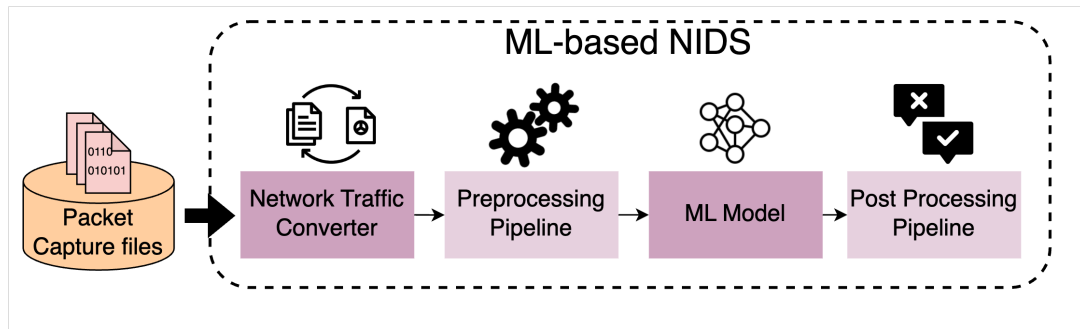 ML-based NIDS
0110
010101
Packet
Capture files
Network Traffic
Converter
Preprocessing
Pipeline
ML Model
Post Processing
Pipeline